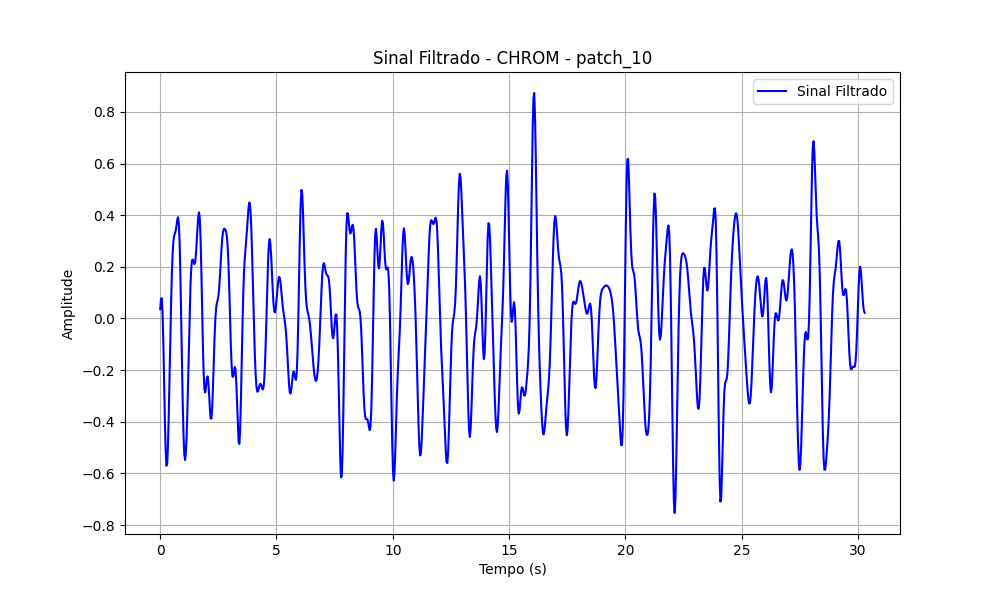 Sinal Filtrado - CHROM - patch_10
Sinal Filtrado
Amplitude
0.8
0.6
0.4
0.2
0.0
−0.2
−0.4
−0.6
−0.8
0 5 10 15 20 25 30
Tempo (s)